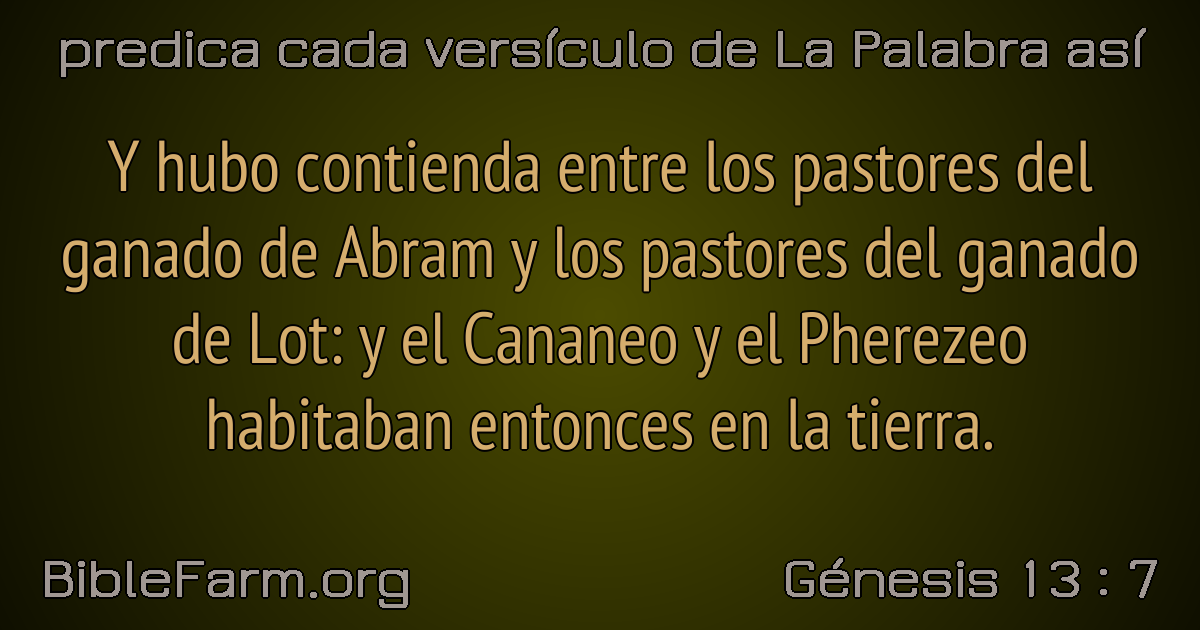 predica cada versículo de La Palabra así
Y hubo contienda entre los pastores del
ganado de Abram y los pastores del ganado
de Lot: y el Cananeo y el Pherezeo
habitaban entonces en la tierra.
BibleFarm.org
Génesis 13 : 7